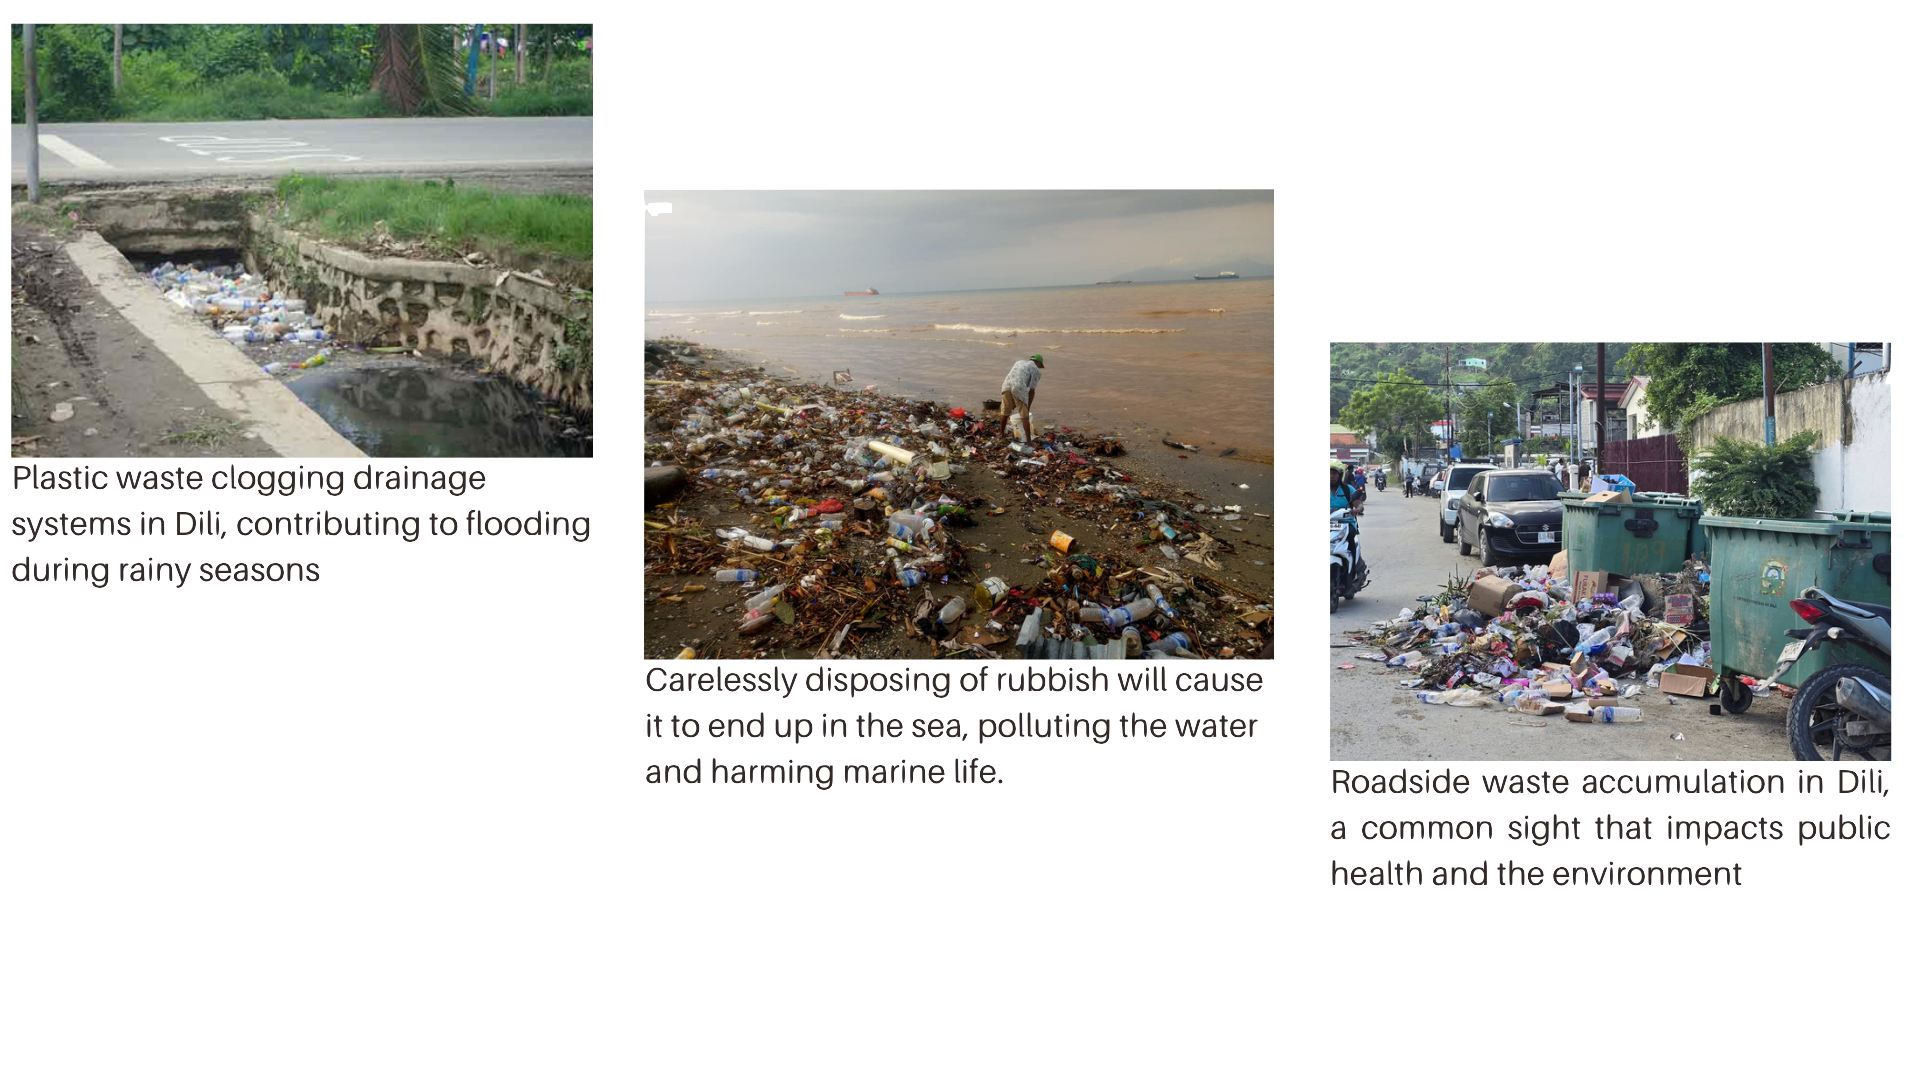 Plastic waste clogging drainage
systems in Dili, contributing to flooding
during rainy seasons
Carelessly disposing of rubbish will cause
it to end up in the sea, polluting the water
and harming marine life.
Roadside waste accumulation in Dili,
a common sight that impacts public
health and the environment